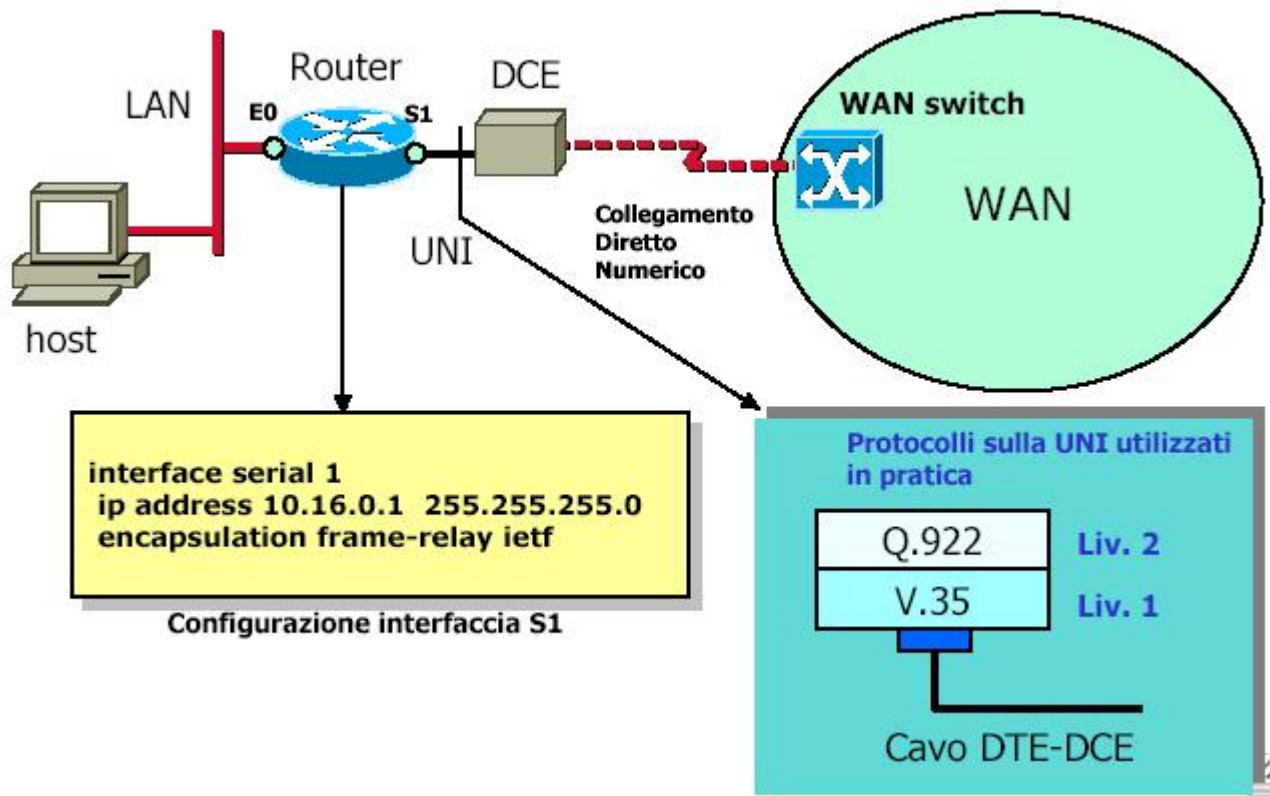 Router
DCE
LAN
E0
S1
WAN switch
WAN
UNI
Collegamento
Diretto
Numerico
host
interface serial 1
ip address 10.16.0.1 255.255.255.0
encapsulation frame-relay ietf
Configurazione interfaccia S1
Protocolli sulla UNI utilizzati
in pratica
Q.922
Liv. 2
V.35
Liv. 1
Cavo DTE-DCE